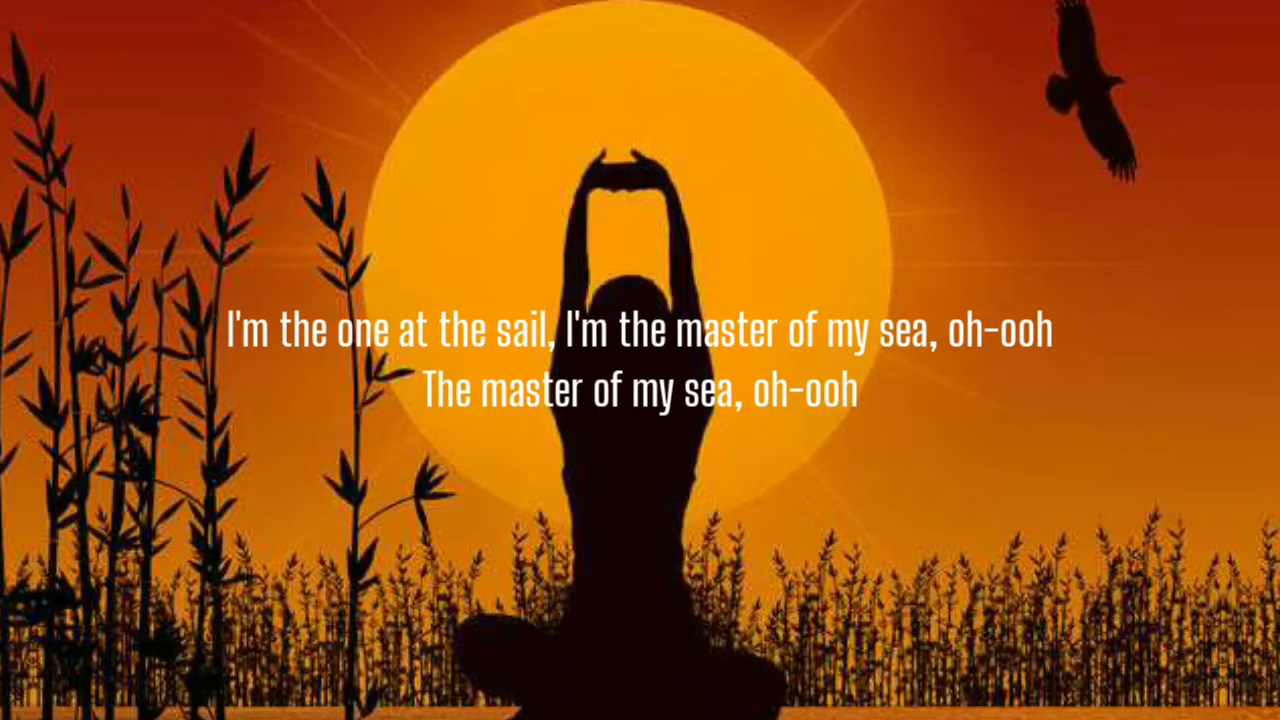 I'm the one at the sail, I'm the master of my sea, oh-ooh
The master of my sea, oh-ooh